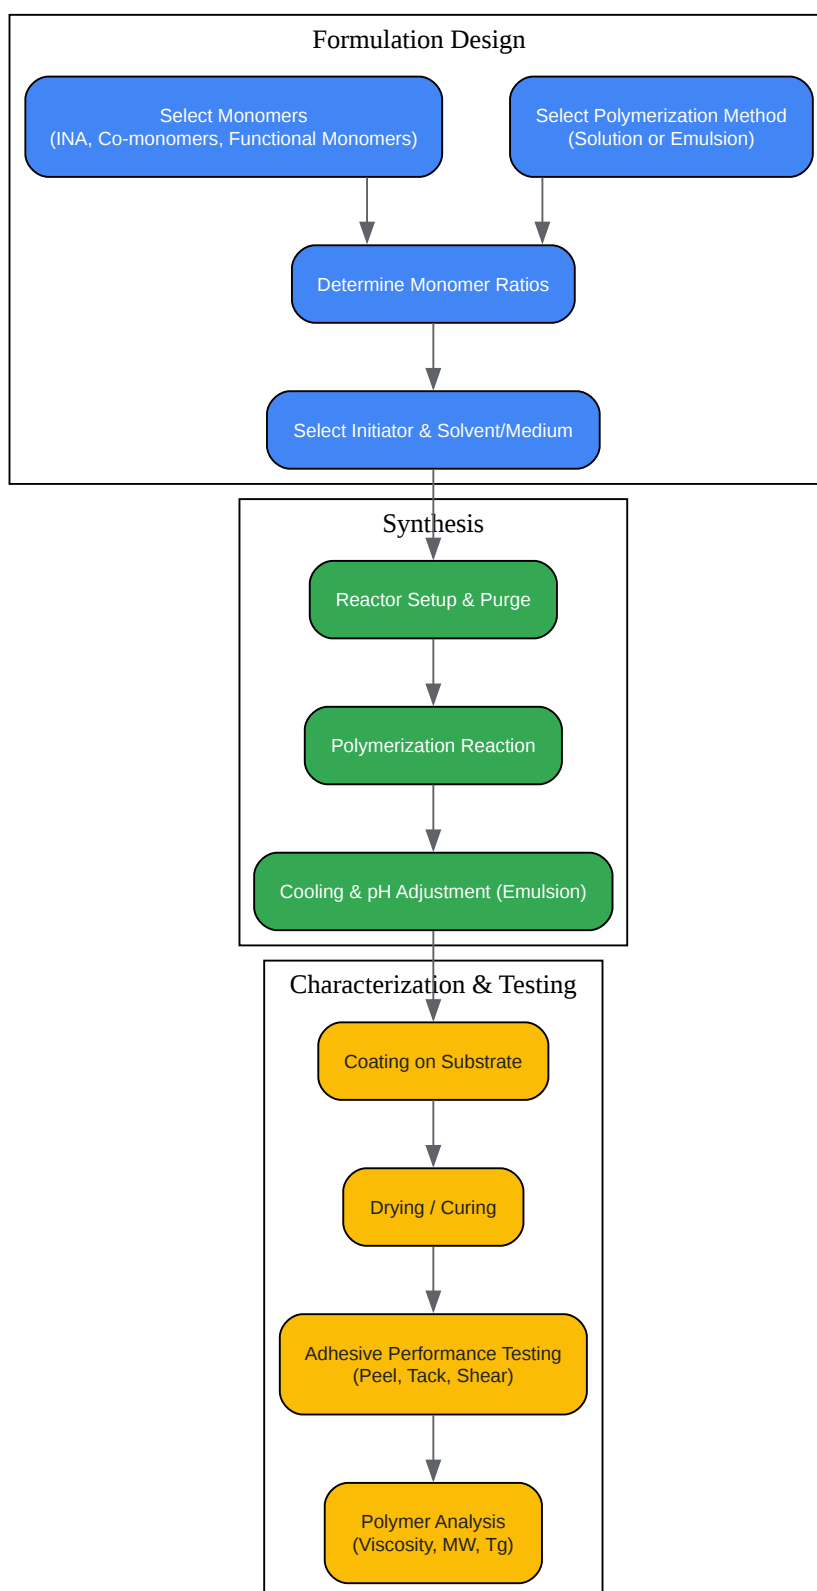 Formulation Design
Select Monomers
(INA, Co-monomers, Functional Monomers)
Select Polymerization Method
(Solution or Emulsion)
Determine Monomer Ratios
Select Initiator & Solvent/Medium
Synthesis
Reactor Setup & Purge
Polymerization Reaction
Cooling & pH Adjustment (Emulsion)
Characterization & Testing
Coating on Substrate
Drying / Curing
Adhesive Performance Testing
(Peel, Tack, Shear)
Polymer Analysis
(Viscosity, MW, Tg)